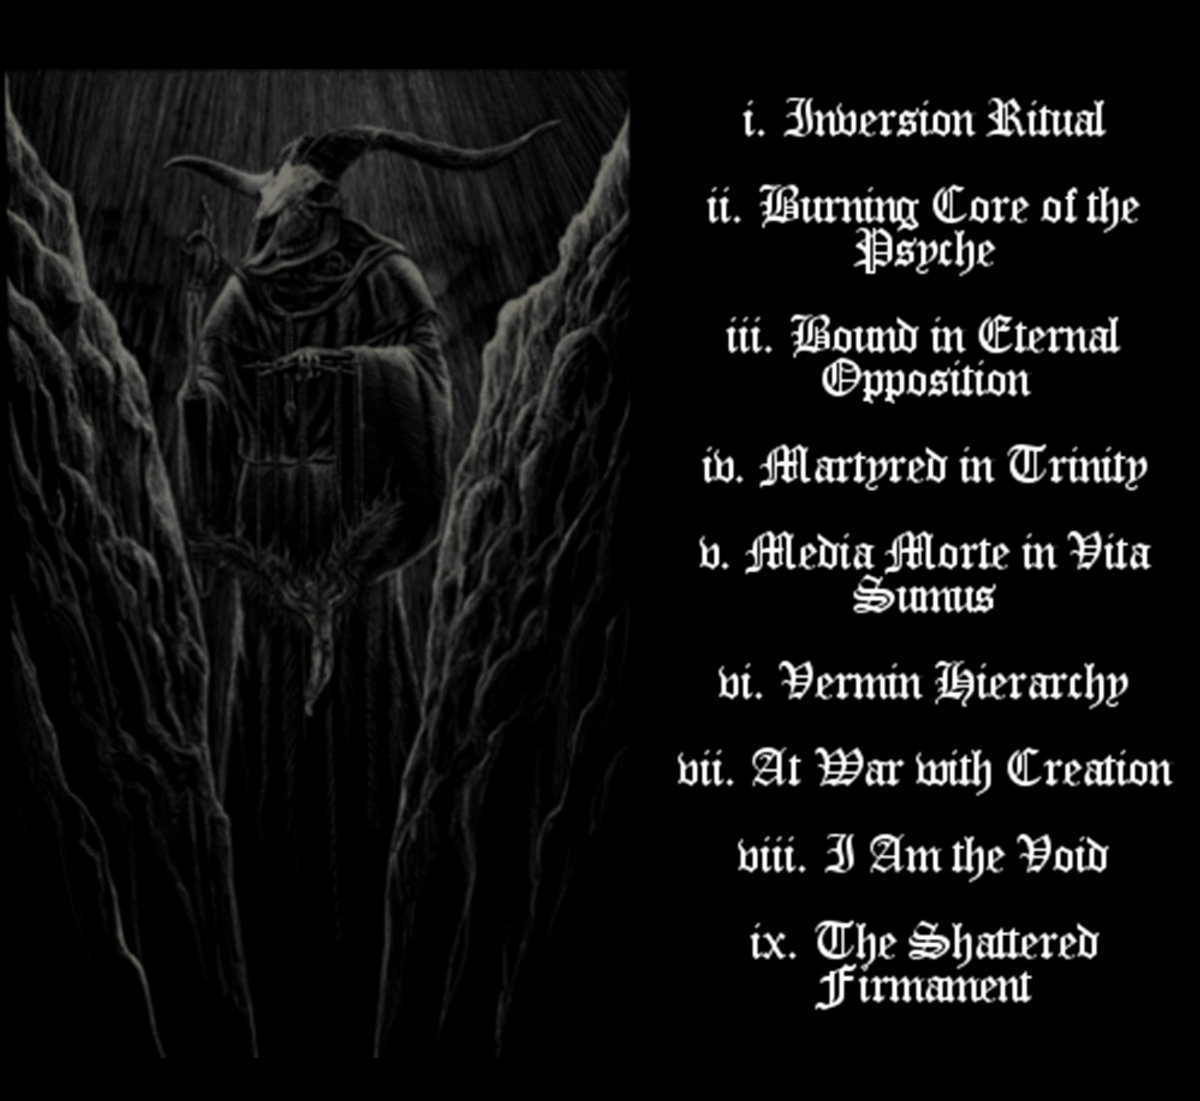 i. Inversion Ritual
ii. Burning Core of the
Psyche
iii. Bound in Eternal
Opposition
iv. Martyred in Trinity
v. Media Morte in Vita
Sumus
vi. Vermin Hierarchy
vii. At War with Creation
viii. I Am the Void
ix. The Shattered
Firmament